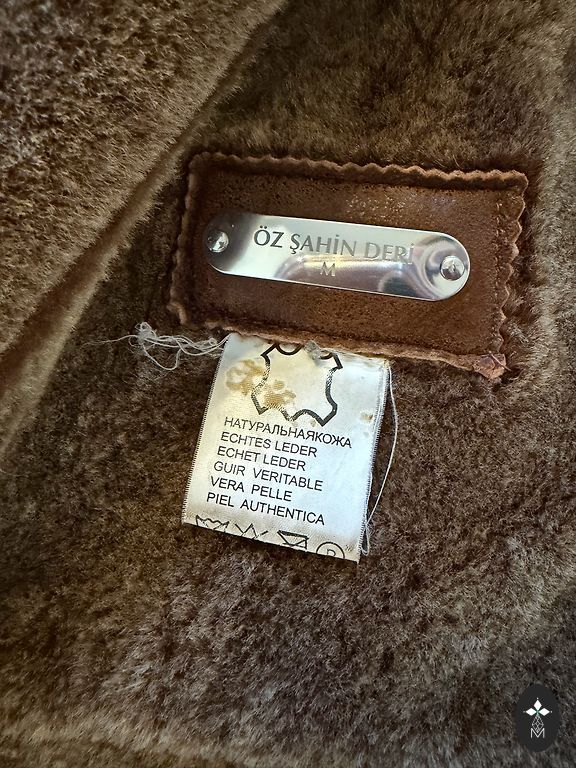 ÖZ ŞAHİN DERİ
M
НАТУРАЛЬНАЯКОЖА
ECHTES LEDER
ECHET LEDER
GUIR VERITABLE
VERA PELLE
PIEL AUTHENTICA
P
M